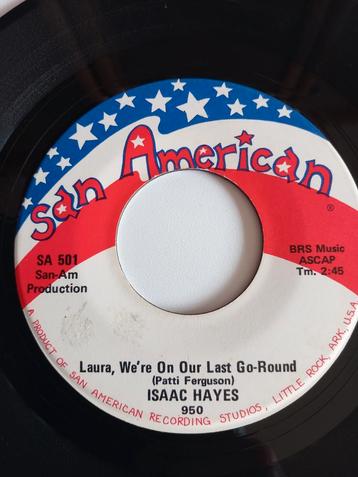 San American
®
SA 501
San-Am
Production
BRS Music
ASCAP
Tm. 2:45
Laura, We're On Our Last Go-Round
(Patti Ferguson)
ISAAC HAYES
950
A PRODUCT OF SAN AMERICAN RECORDING STUDIOS, LITTLE ROCK, ARK., U.S.A.